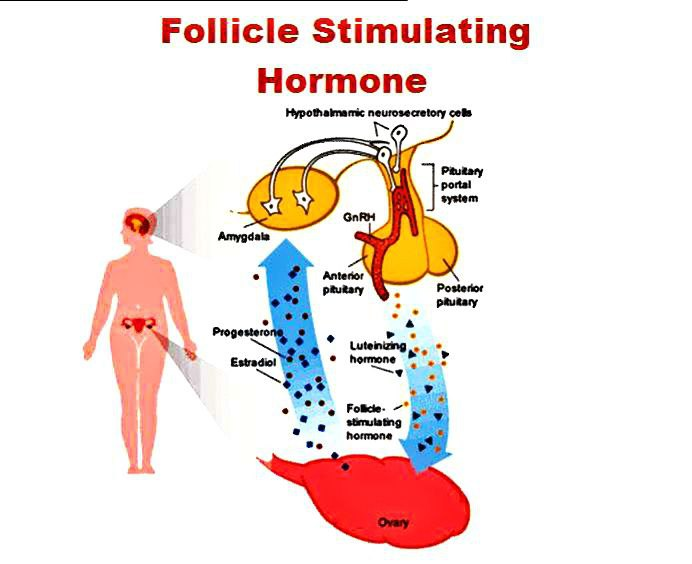 Follicle Stimulating
Hormone
Hypothalmamic neurosecretory cells
Pituitary
portal
system
GnRH
Amygdala
Anterior
pituitary
Posterior
pituitary
Progesterone
Estradiol
Luteinizing
hormone
Follicle-
stimulating
hormone
Ovary